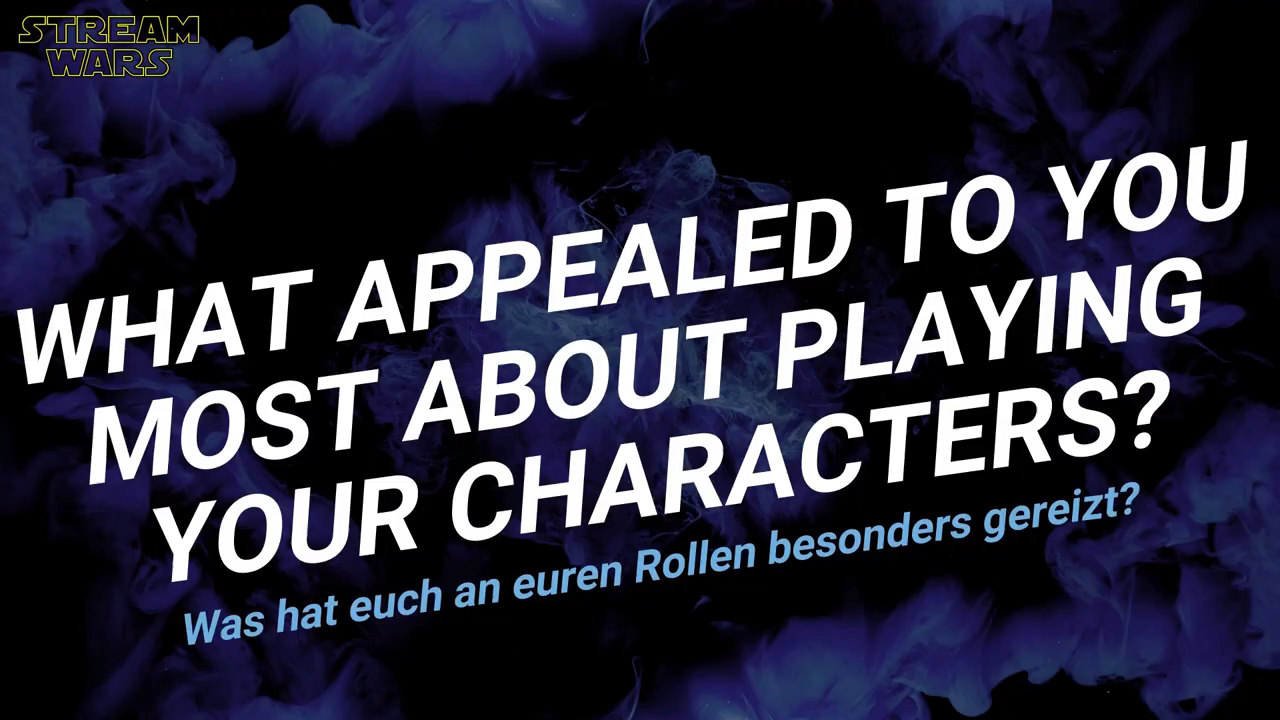 STREAM
WARS
WHAT APPEALED TO YOU
MOST ABOUT PLAYING
YOUR CHARACTERS?
Was hat euch an euren Rollen besonders gereizt?